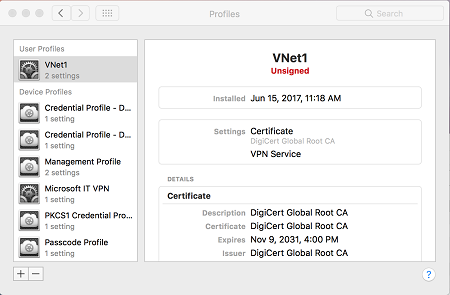 Profiles
Search
User Profiles
VNet1
2 settings
Device Profiles
Credential Profile - D...
1 setting
Credential Profile - D...
1 setting
Management Profile
2 settings
Microsoft IT VPN
1 setting
PKCS1 Credential Pro...
1 setting
Passcode Profile
1 setting
+ −
VNet1
Unsigned
Installed Jun 15, 2017, 11:18 AM
Settings Certificate
DigiCert Global Root CA
VPN Service
DETAILS
Certificate
Description DigiCert Global Root CA
Certificate DigiCert Global Root CA
Expires Nov 9, 2031, 4:00 PM
Issuer DigiCert Global Root CA
?